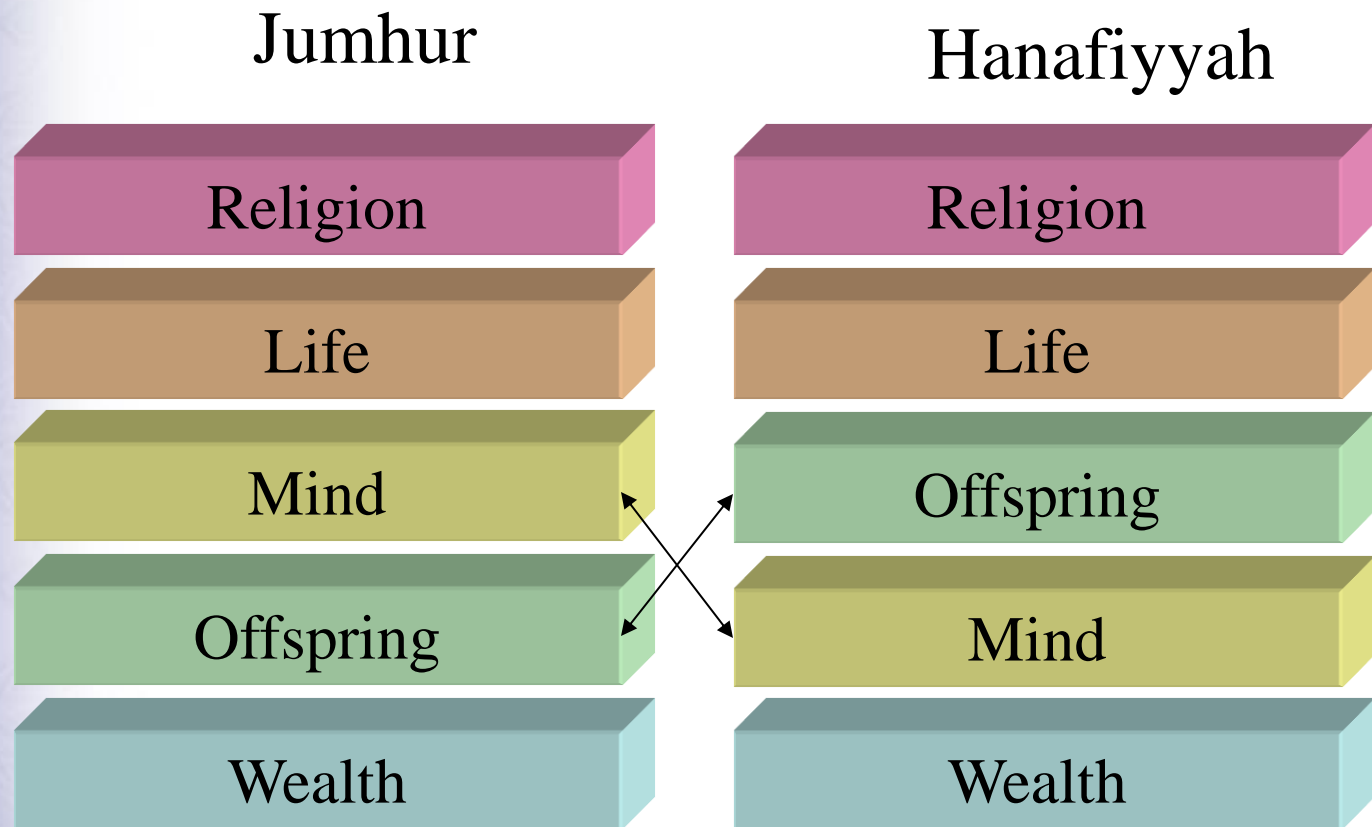 Jumhur
Religion
Life
Mind
Offspring
Wealth
Hanafiyyah
Religion
Life
Offspring
Mind
Wealth